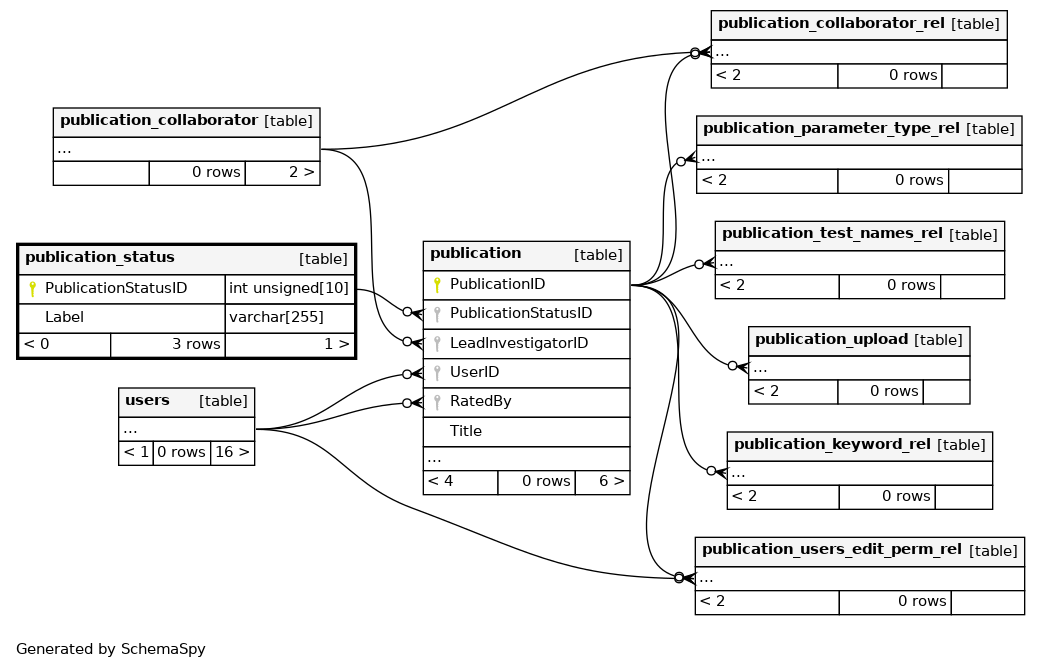 publication_collaborator_rel [table]
...
< 2 0 rows
publication_collaborator [table]
...
0 rows 2 >
publication_parameter_type_rel [table]
...
< 2 0 rows
publication_status [table]
PublicationStatusID int unsigned[10]
Label varchar[255]
< 0 3 rows 1 >
publication [table]
PublicationID
PublicationStatusID
LeadInvestigatorID
UserID
RatedBy
Title
...
< 4 0 rows 6 >
publication_test_names_rel [table]
...
< 2 0 rows
publication_upload [table]
...
< 2 0 rows
users [table]
...
< 1 0 rows 16 >
publication_keyword_rel [table]
...
< 2 0 rows
publication_users_edit_perm_rel [table]
...
< 2 0 rows
Generated by SchemaSpy